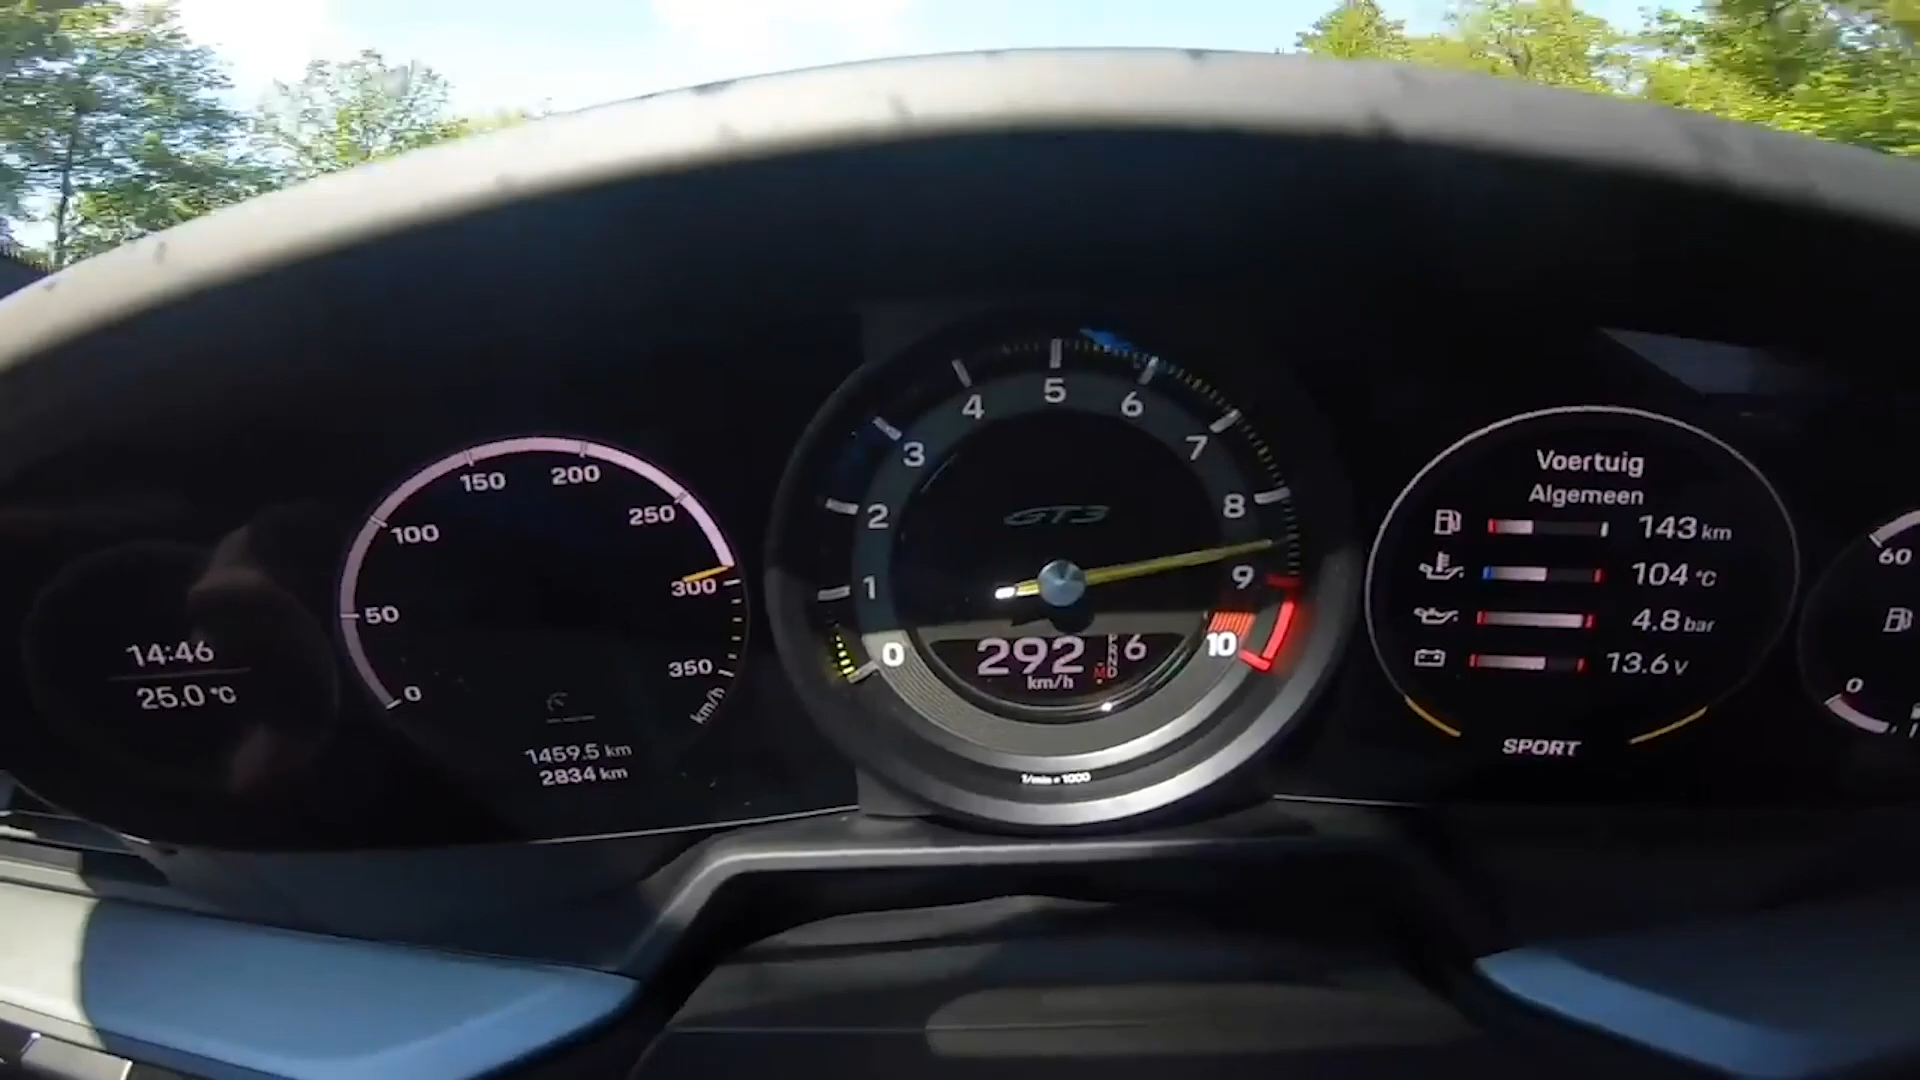 14:46
25.0 °C
0
50
100
150
200
250
300
350
km/h
1459.5 km
2834 km
0
1
2
3
4
5
6
7
8
9
10
GT3
292
km/h
M
6
1/min × 1000
Voertuig
Algemeen
143 km
104 °C
4.8 bar
13.6 V
SPORT
60
0